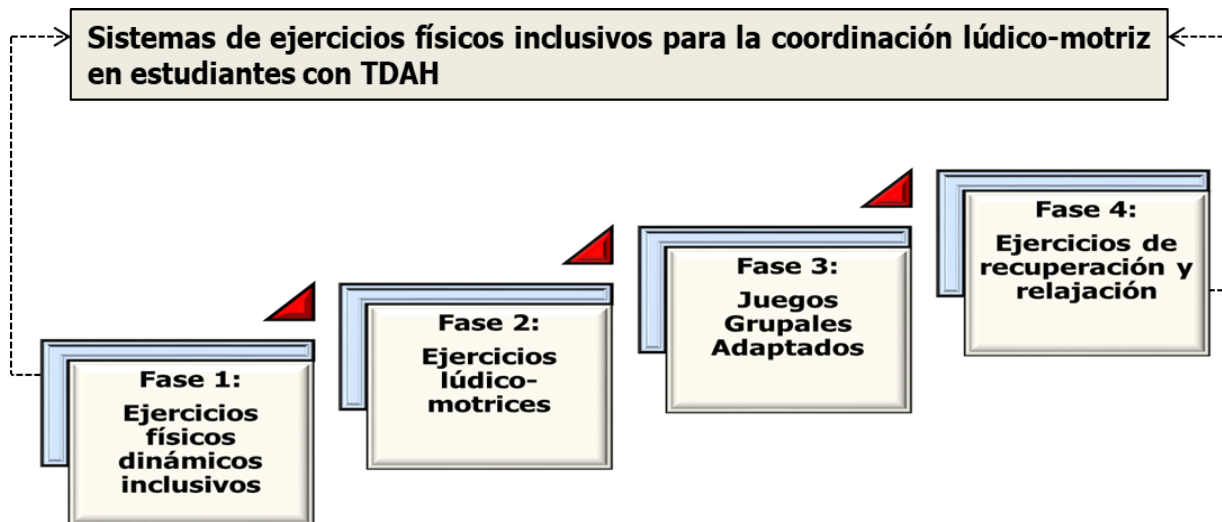 Sistemas de ejercicios físicos inclusivos para la coordinación lúdico-motriz
en estudiantes con TDAH
Fase 1:
Ejercicios
físicos
dinámicos
inclusivos
Fase 2:
Ejercicios
lúdico-
motrices
Fase 3:
Juegos
Grupales
Adaptados
Fase 4:
Ejercicios de
recuperación y
relajación